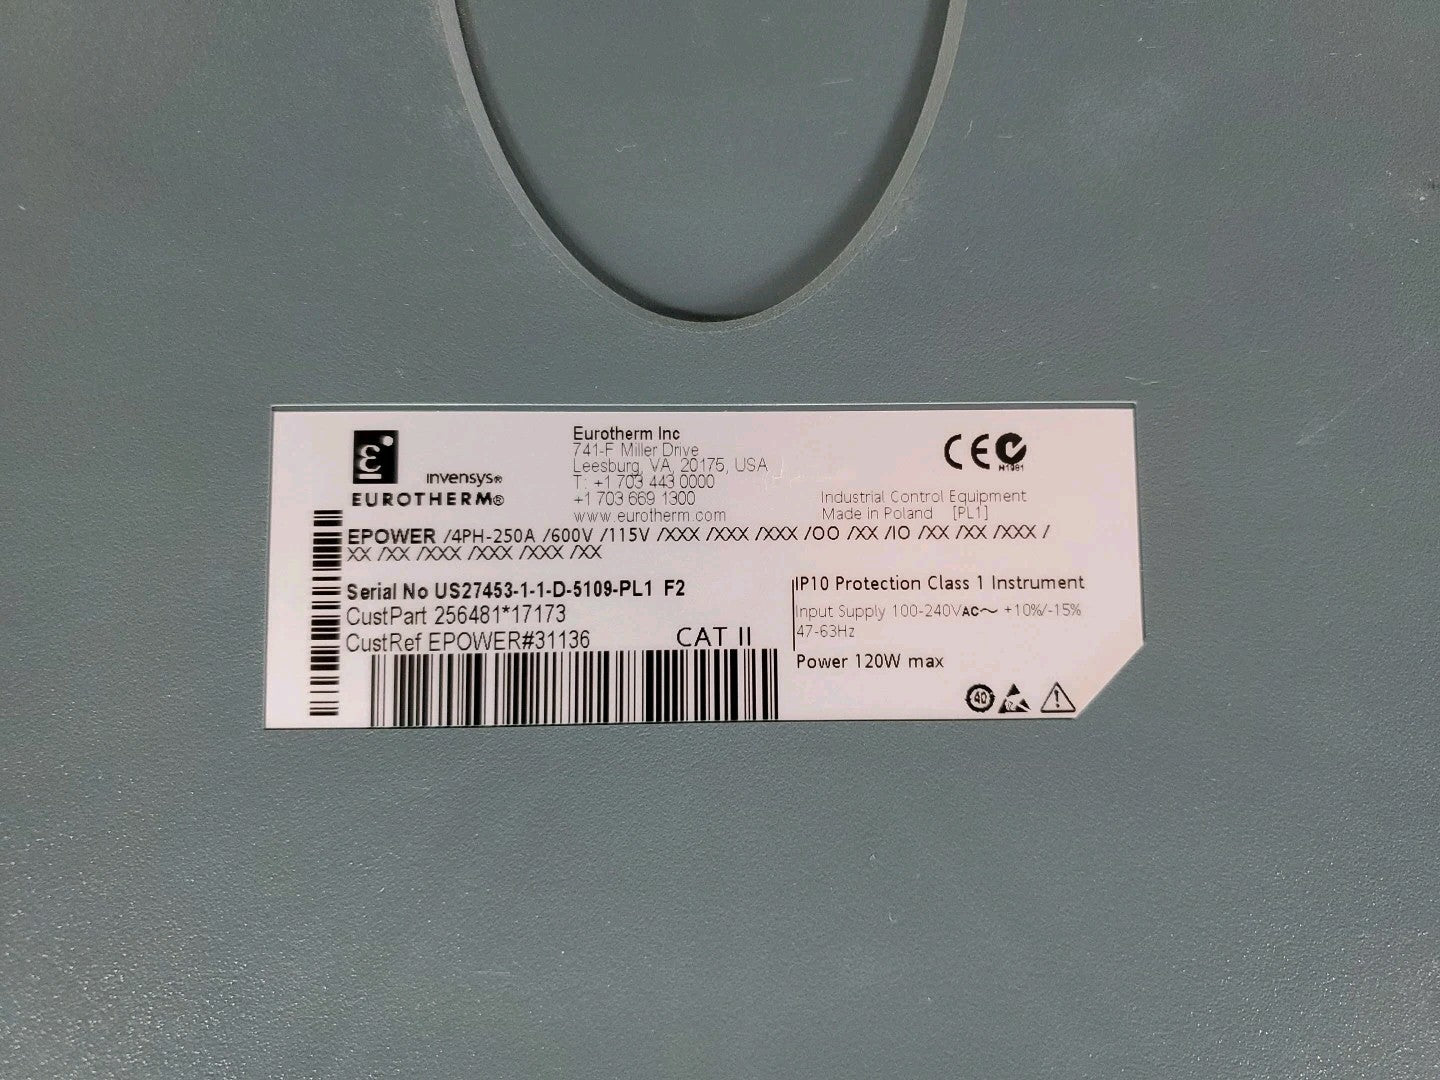 invensys®
EUROTHERM®
Eurotherm Inc
741-F Miller Drive
Leesburg, VA, 20175, USA
T: +1 703 443 0000
+1 703 669 1300
www.eurotherm.com
CE
N1981
Industrial Control Equipment
Made in Poland [PL1]
EPOWER /4PH-250A /600V /115V /XXX /XXX /XXX /OO /XX /IO /XX /XX /XXX /
XX /XX /XXX /XXX /XXX /XX
Serial No US27453-1-1-D-5109-PL1 F2
CustPart 256481*17173
CustRef EPOWER#31136
CAT II
IP10 Protection Class 1 Instrument
Input Supply 100-240VAC~ +10%/-15%
47-63Hz
Power 120W max
40